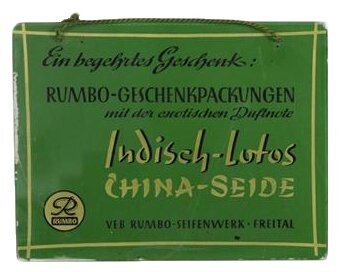 Ein begehrtes Geschenk:
RUMBO-GESCHENKPACKUNGEN
mit der exotischen Duftnote
Indisch-Lotos
CHINA-SEIDE
R
RUMBO
VEB RUMBO-SEIFENWERK · FREITAL